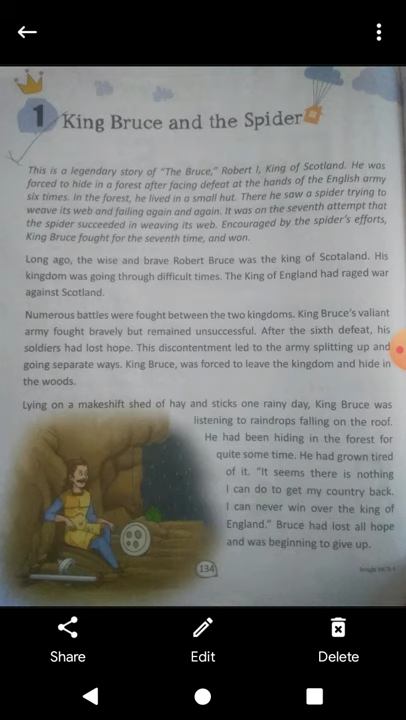 1 King Bruce and the Spider
This is a legendary story of "The Bruce," Robert I, King of Scotland. He was
forced to hide in a forest after facing defeat at the hands of the English army
six times. In the forest, he lived in a small hut. There he saw a spider trying to
weave its web and failing again and again. It was on the seventh attempt that
the spider succeeded in weaving its web. Encouraged by the spider's efforts,
King Bruce fought for the seventh time, and won.
Long ago, the wise and brave Robert Bruce was the king of Scotaland. His
kingdom was going through difficult times. The King of England had raged war
against Scotland.
Numerous battles were fought between the two kingdoms. King Bruce's valiant
army fought bravely but remained unsuccessful. After the sixth defeat, his
soldiers had lost hope. This discontentment led to the army splitting up and
going separate ways. King Bruce, was forced to leave the kingdom and hide in
the woods.
Lying on a makeshift shed of hay and sticks one rainy day, King Bruce was
listening to raindrops falling on the roof.
He had been hiding in the forest for
quite some time. He had grown tired
of it. "It seems there is nothing
I can do to get my country back.
I can never win over the king of
England." Bruce had lost all hope
and was beginning to give up.
134
Share Edit Delete